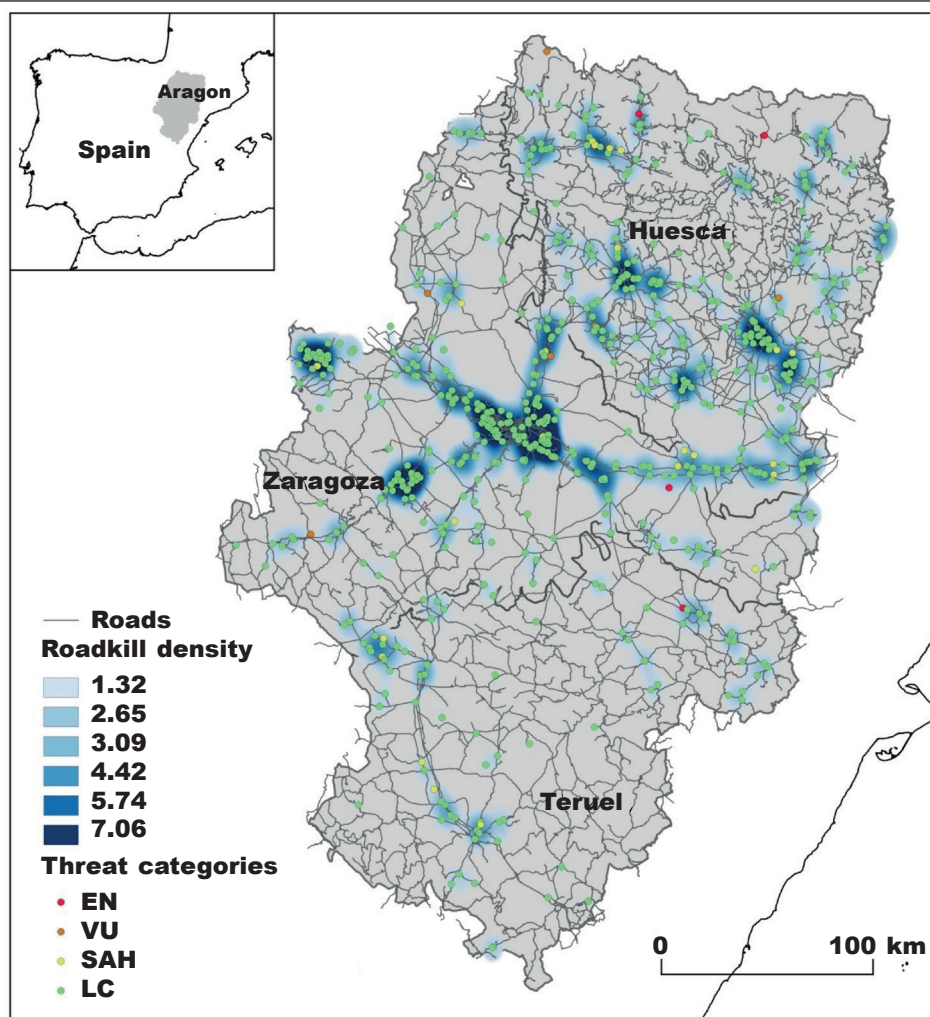 Aragon
Spain
Huesca
Zaragoza
Teruel
Roads
Roadkill density
1.32
2.65
3.09
4.42
5.74
7.06
Threat categories
EN
VU
SAH
LC
0 100 km